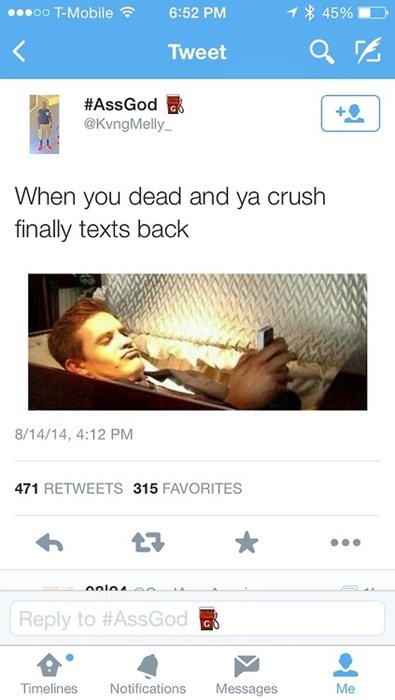 T-Mobile 6:52 PM 45%
Tweet
#AssGod
@KvngMelly_
When you dead and ya crush
finally texts back
8/14/14, 4:12 PM
471 RETWEETS 315 FAVORITES
Reply to #AssGod
Timelines Notifications Messages Me